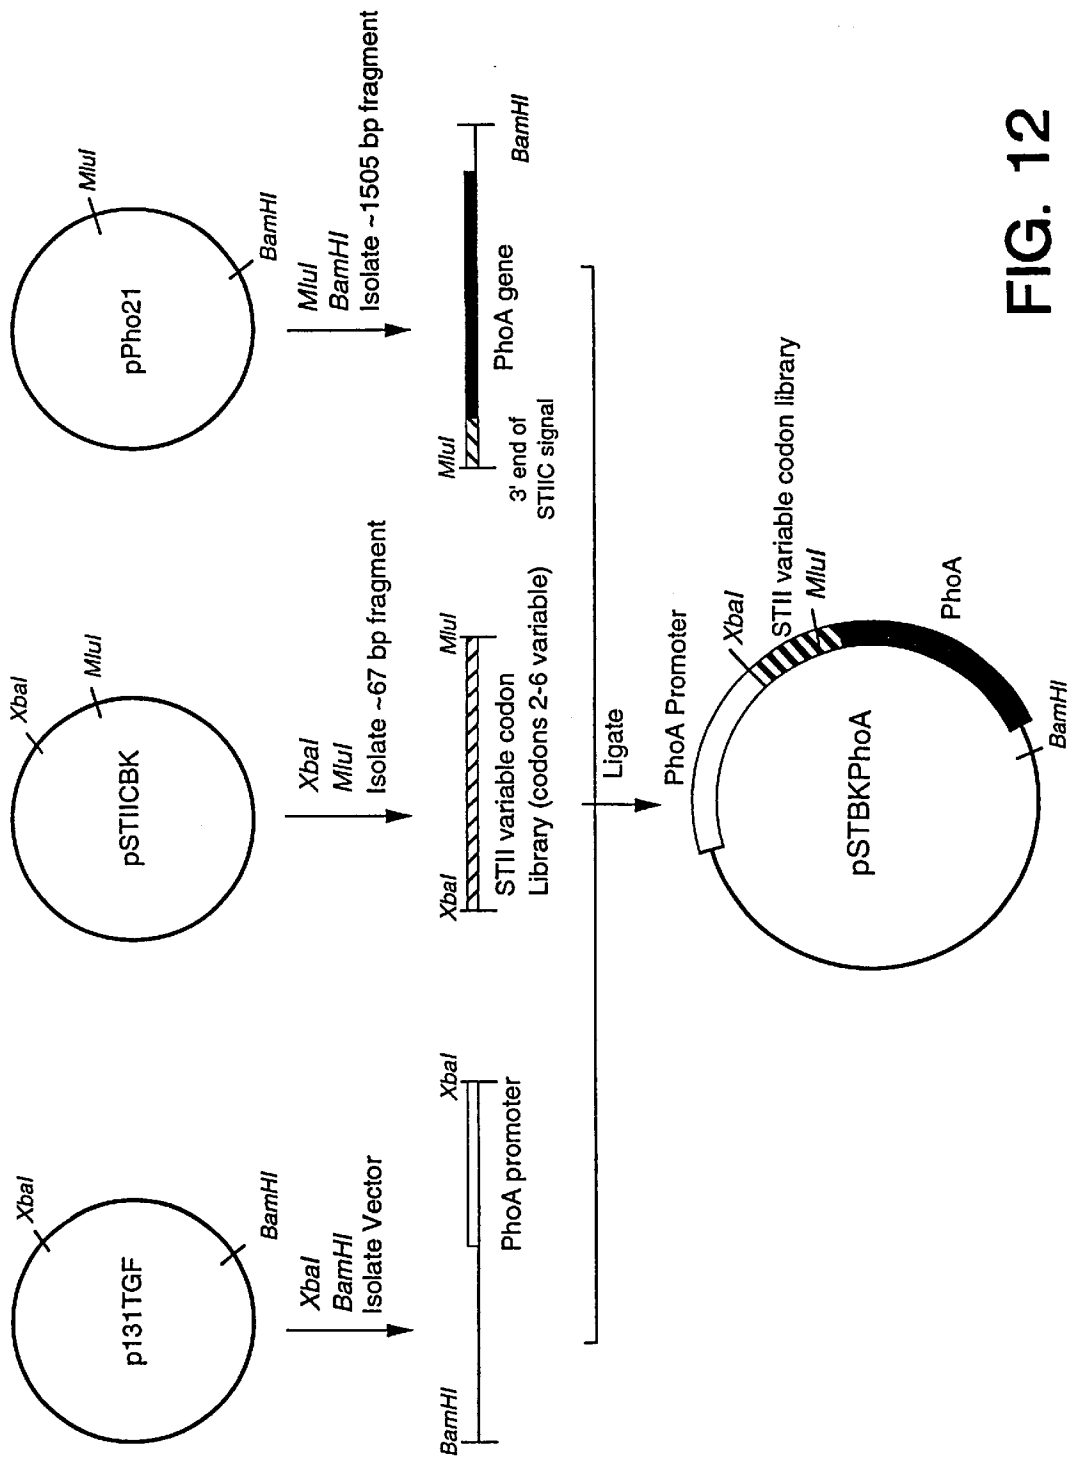 XbaI
p131TGF
BamHI
XbaI
BamHI
Isolate Vector
BamHI
XbaI
PhoA promoter
XbaI
MluI
pSTIICBK
XbaI
MluI
Isolate ~67 bp fragment
XbaI
MluI
STII variable codon
Library (codons 2-6 variable)
MluI
pPho21
BamHI
MluI
BamHI
Isolate ~1505 bp fragment
MluI
BamHI
3' end of
STIIC signal
PhoA gene
Ligate
PhoA Promoter
XbaI
STII variable codon library
MluI
pSTBKPhoA
PhoA
BamHI
FIG. 12